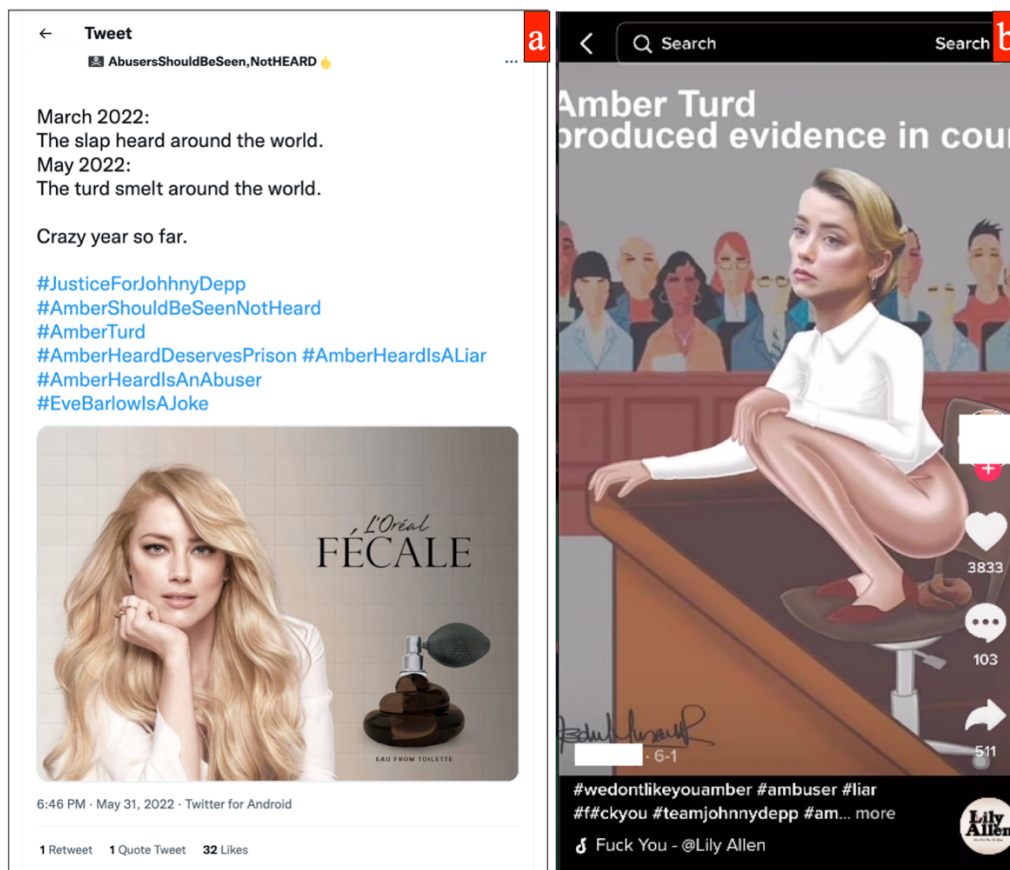 a
Tweet
AbusersShouldBeSeen,NotHEARD
March 2022:
The slap heard around the world.
May 2022:
The turd smelt around the world.
Crazy year so far.
#JusticeForJohhnyDepp
#AmberShouldBeSeenNotHeard
#AmberTurd
#AmberHeardDeservesPrison #AmberHeardIsALiar
#AmberHeardIsAnAbuser
#EveBarlowIsAJoke
L'Oréal
FÉCALE
EAU FROM TOILETTE
6:46 PM · May 31, 2022 · Twitter for Android
1 Retweet 1 Quote Tweet 32 Likes
b
Search Search
Amber Turd
produced evidence in cou
3833
103
511
· 6-1
#wedontlikeyouamber #ambuser #liar
#f#ckyou #teamjohnnydepp #am... more
Fuck You - @Lily Allen
Lily
Allen